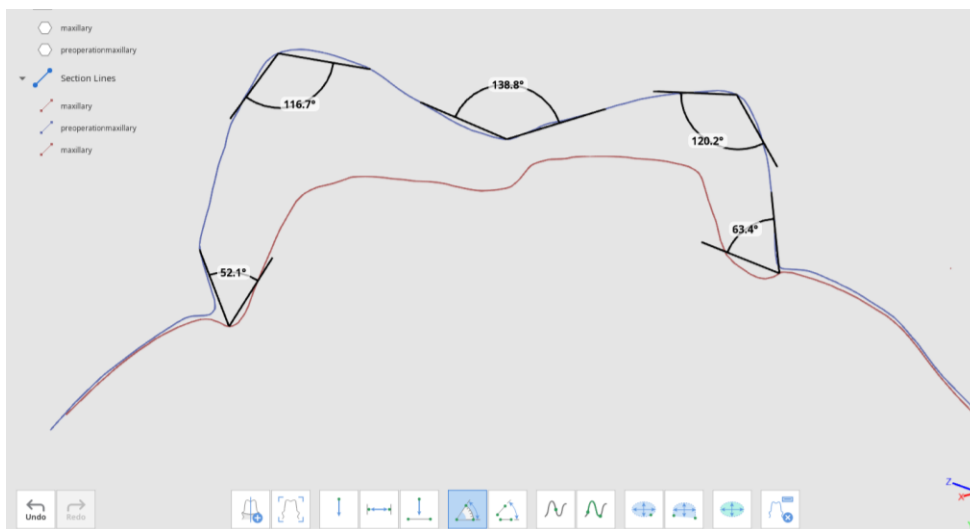 maxillary
preoperationmaxillary
Section Lines
maxillary
preoperationmaxillary
maxillary
116.7°
138.8°
120.2°
63.4°
52.1°
Z
X
Undo
Redo